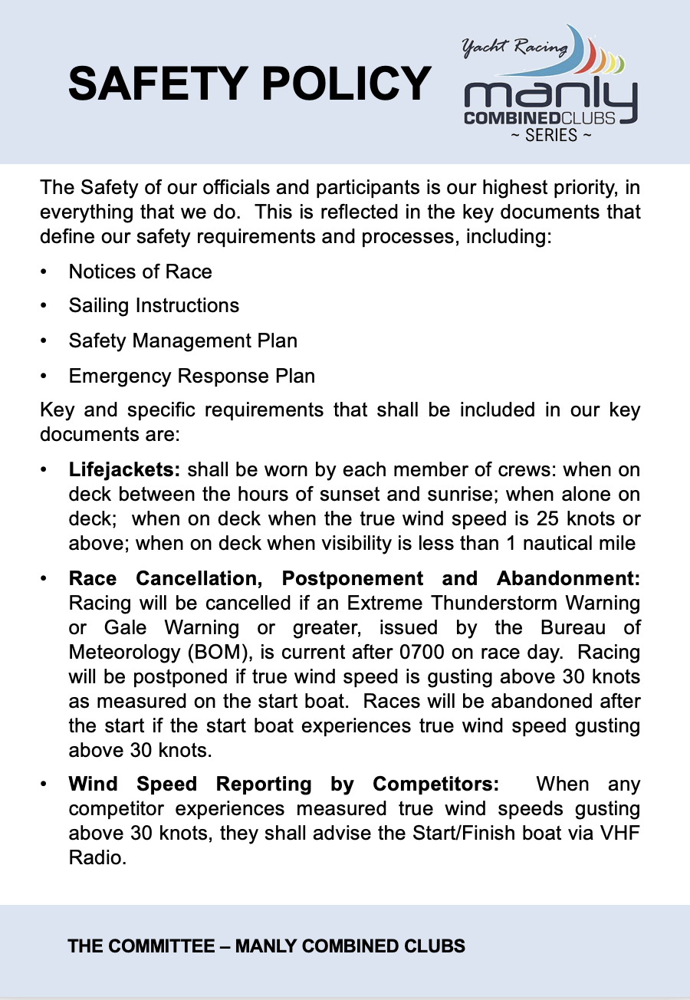 SAFETY POLICY
Yacht Racing
manly
COMBINEDCLUBS
~ SERIES ~
The Safety of our officials and participants is our highest priority, in
everything that we do.  This is reflected in the key documents that
define our safety requirements and processes, including:
• Notices of Race
• Sailing Instructions
• Safety Management Plan
• Emergency Response Plan
Key and specific requirements that shall be included in our key
documents are:
• Lifejackets: shall be worn by each member of crews: when on
deck between the hours of sunset and sunrise; when alone on
deck;  when on deck when the true wind speed is 25 knots or
above; when on deck when visibility is less than 1 nautical mile
• Race Cancellation, Postponement and Abandonment:
Racing will be cancelled if an Extreme Thunderstorm Warning
or Gale Warning or greater, issued by the Bureau of
Meteorology (BOM), is current after 0700 on race day.  Racing
will be postponed if true wind speed is gusting above 30 knots
as measured on the start boat.  Races will be abandoned after
the start if the start boat experiences true wind speed gusting
above 30 knots.
• Wind Speed Reporting by Competitors:  When any
competitor experiences measured true wind speeds gusting
above 30 knots, they shall advise the Start/Finish boat via VHF
Radio.
THE COMMITTEE – MANLY COMBINED CLUBS